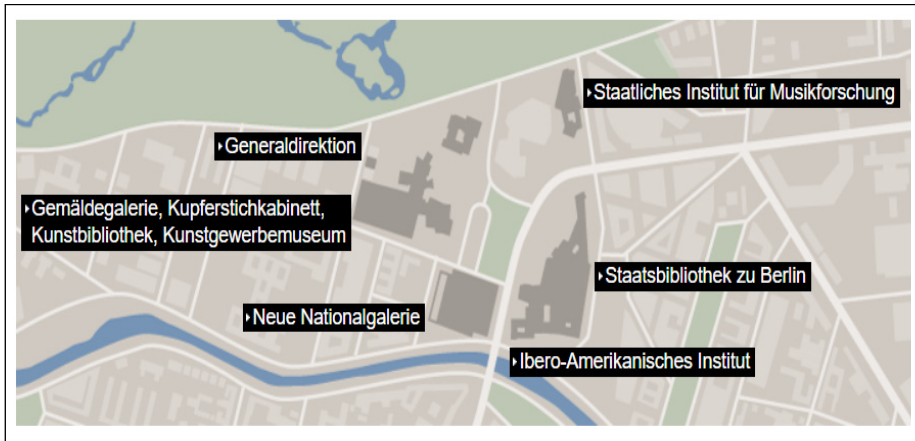 Staatliches Institut für Musikforschung
Generaldirektion
Gemäldegalerie, Kupferstichkabinett,
Kunstbibliothek, Kunstgewerbemuseum
Staatsbibliothek zu Berlin
Neue Nationalgalerie
Ibero-Amerikanisches Institut